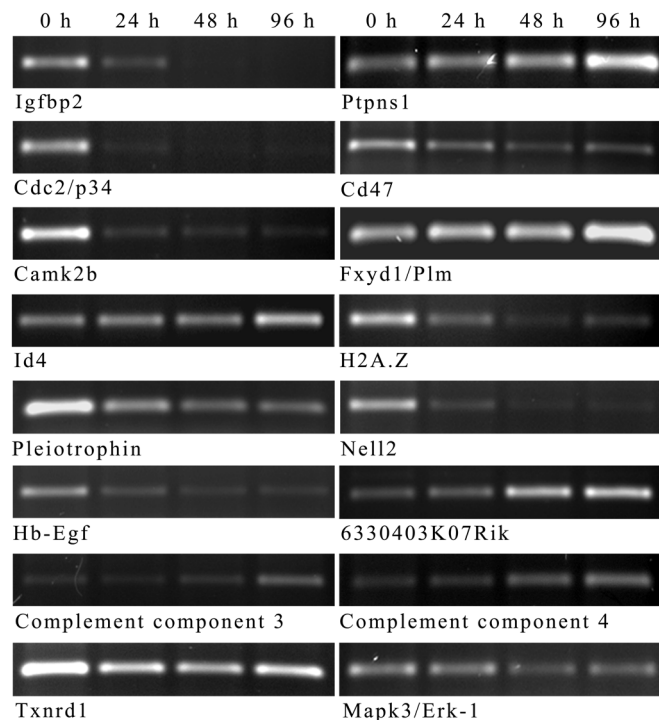 0 h 24 h 48 h 96 h 0 h 24 h 48 h 96 h
Igfbp2 Ptpns1
Cdc2/p34 Cd47
Camk2b Fxyd1/Plm
Id4 H2A.Z
Pleiotrophin Nell2
Hb-Egf 6330403K07Rik
Complement component 3 Complement component 4
Txnrd1 Mapk3/Erk-1